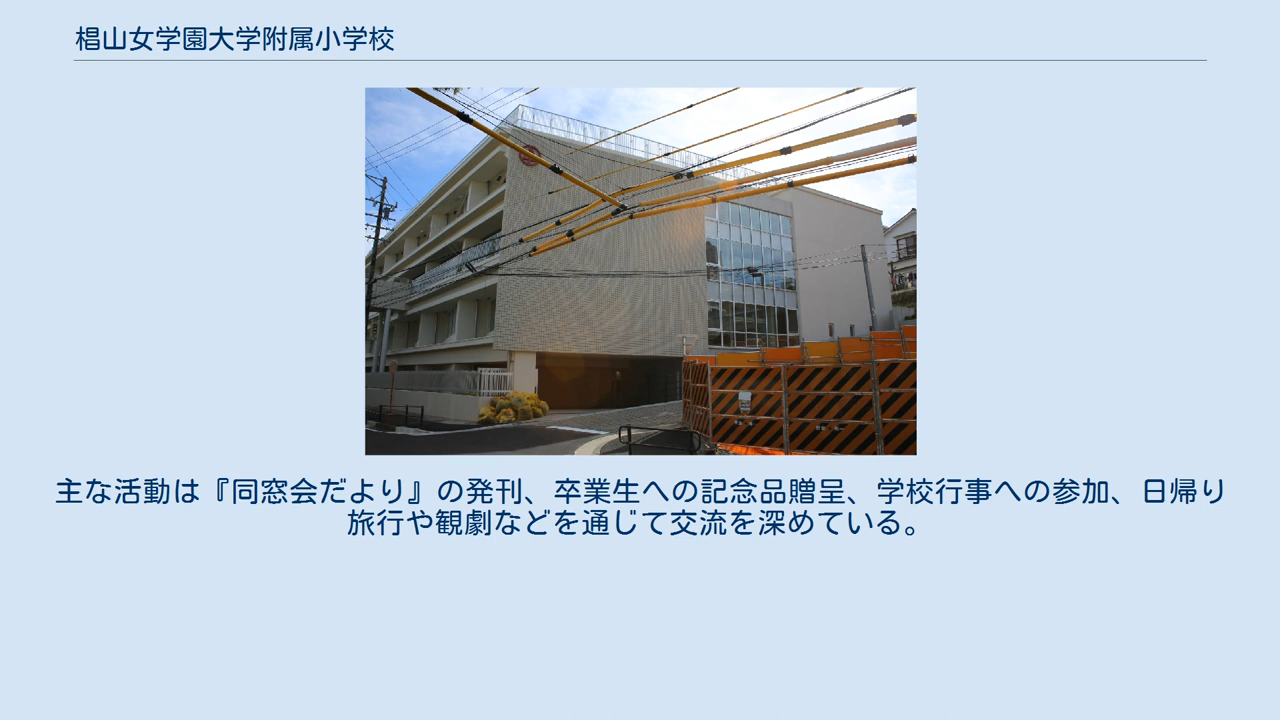 椙山女学園大学附属小学校
主な活動は『同窓会だより』の発刊、卒業生への記念品贈呈、学校行事への参加、日帰り
旅行や観劇などを通じて交流を深めている。